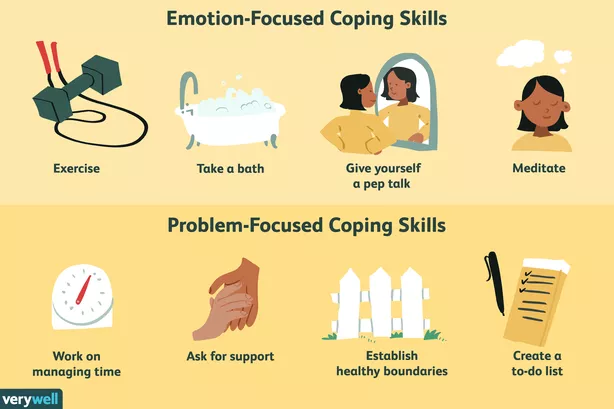 Emotion-Focused Coping Skills
Exercise
Take a bath
Give yourself
a pep talk
Meditate
Problem-Focused Coping Skills
Work on
managing time
Ask for support
Establish
healthy boundaries
Create a
to-do list
verywell